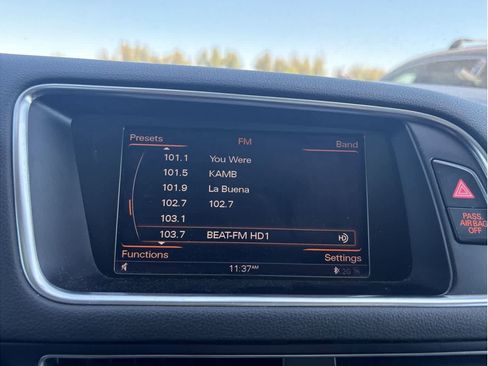 Presets FM Band
101.1 You Were
101.5 KAMB
101.9 La Buena
102.7 102.7
103.1
103.7 BEAT-FM HD1
Functions Settings
11:37AM
PASS.
AIR BAG
OFF